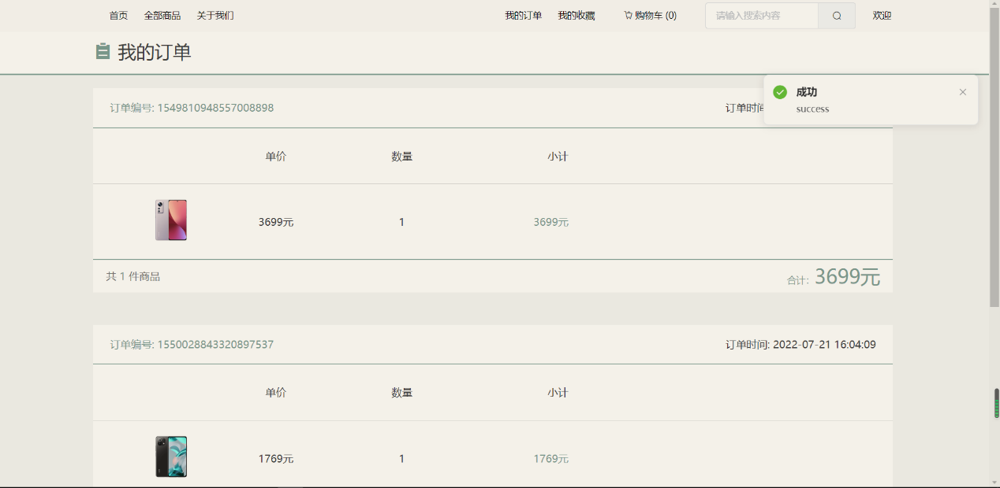 首页 全部商品 关于我们 我的订单 我的收藏 购物车 (0) 请输入搜索内容 欢迎
我的订单
成功
success
订单编号: 1549810948557008898 订单时间
单价 数量 小计
3699元 1 3699元
共 1 件商品 合计: 3699元
订单编号: 1550028843320897537 订单时间: 2022-07-21 16:04:09
单价 数量 小计
1769元 1 1769元